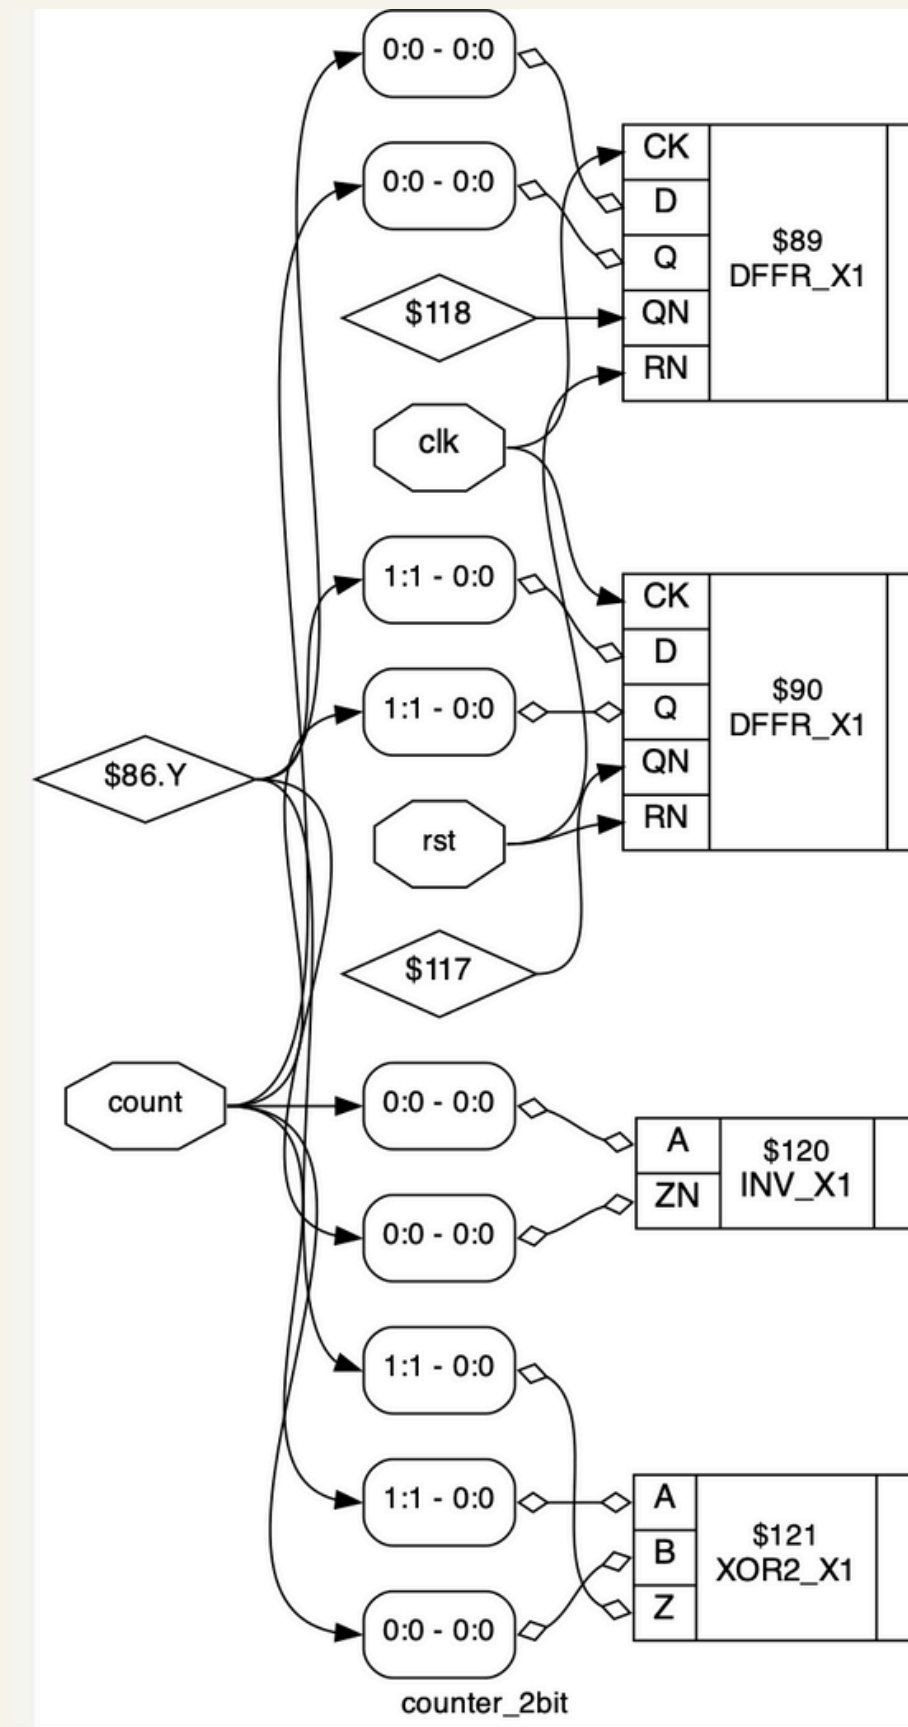 0:0 - 0:0
CK
0:0 - 0:0
D
$89
DFFR_X1
Q
$118
QN
RN
clk
1:1 - 0:0
CK
D
1:1 - 0:0
$90
DFFR_X1
Q
$86.Y
QN
rst
RN
$117
count
0:0 - 0:0
A
$120
INV_X1
ZN
0:0 - 0:0
1:1 - 0:0
1:1 - 0:0
A
$121
XOR2_X1
B
Z
0:0 - 0:0
counter_2bit